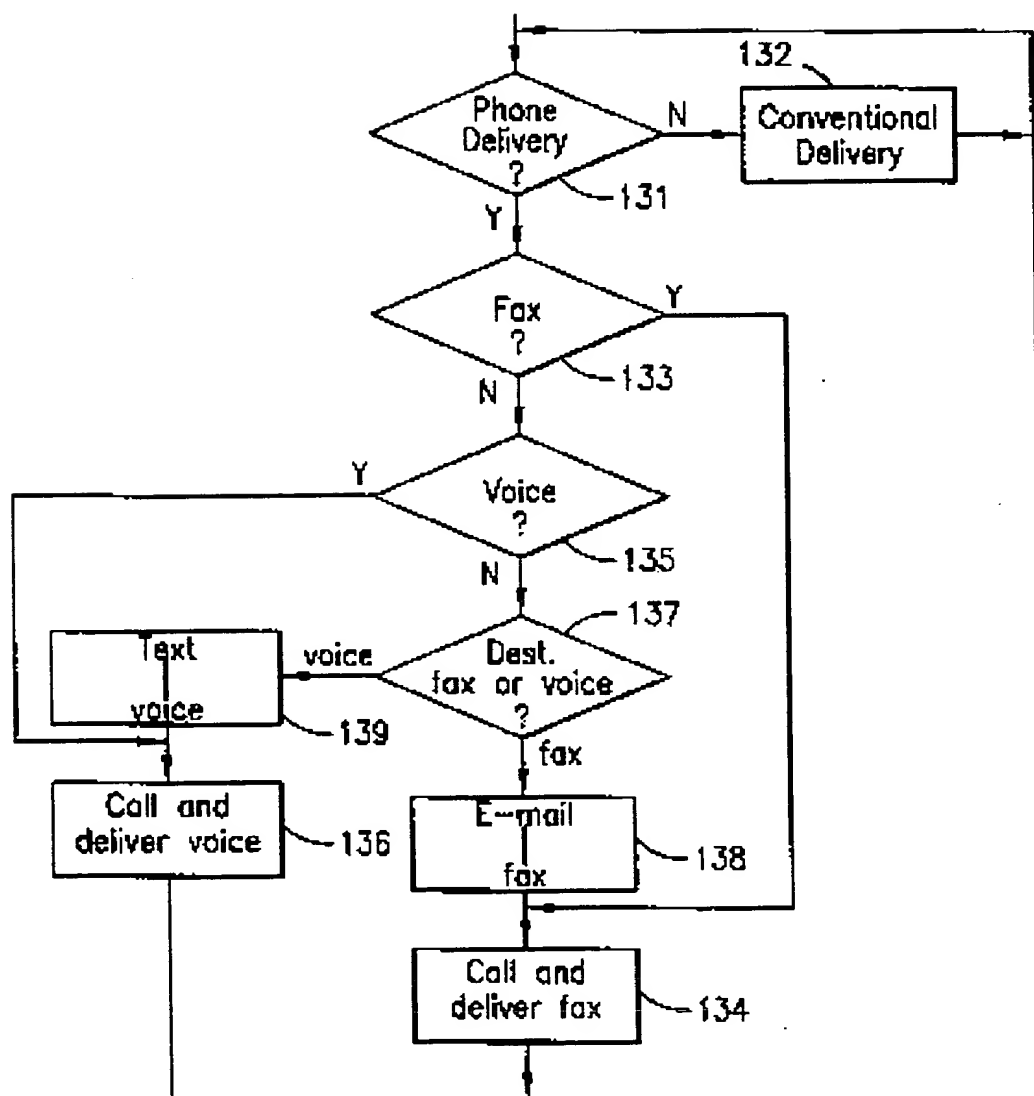 132
Phone
Delivery
?
N
Conventional
Delivery
131
Y
Fax
?
Y
133
N
Y
Voice
?
135
N
137
Text
voice
voice
Dest.
fax or voice
?
139
fax
Call and
deliver voice
136
E-mail
fax
138
Call and
deliver fax
134